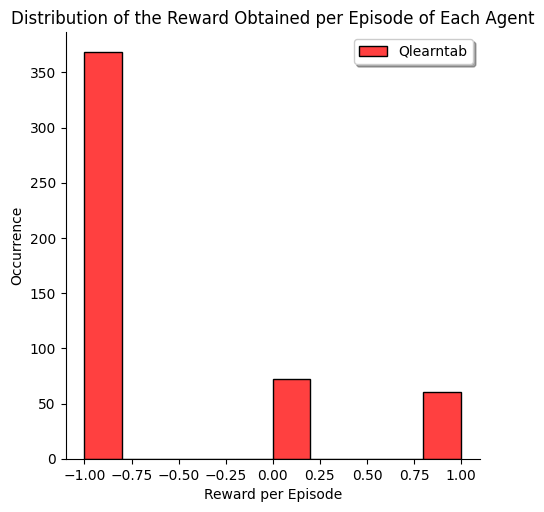 Distribution of the Reward Obtained per Episode of Each Agent
Qlearntab
350
300
250
200
150
100
50
0
Occurrence
−1.00 −0.75 −0.50 −0.25 0.00 0.25 0.50 0.75 1.00
Reward per Episode